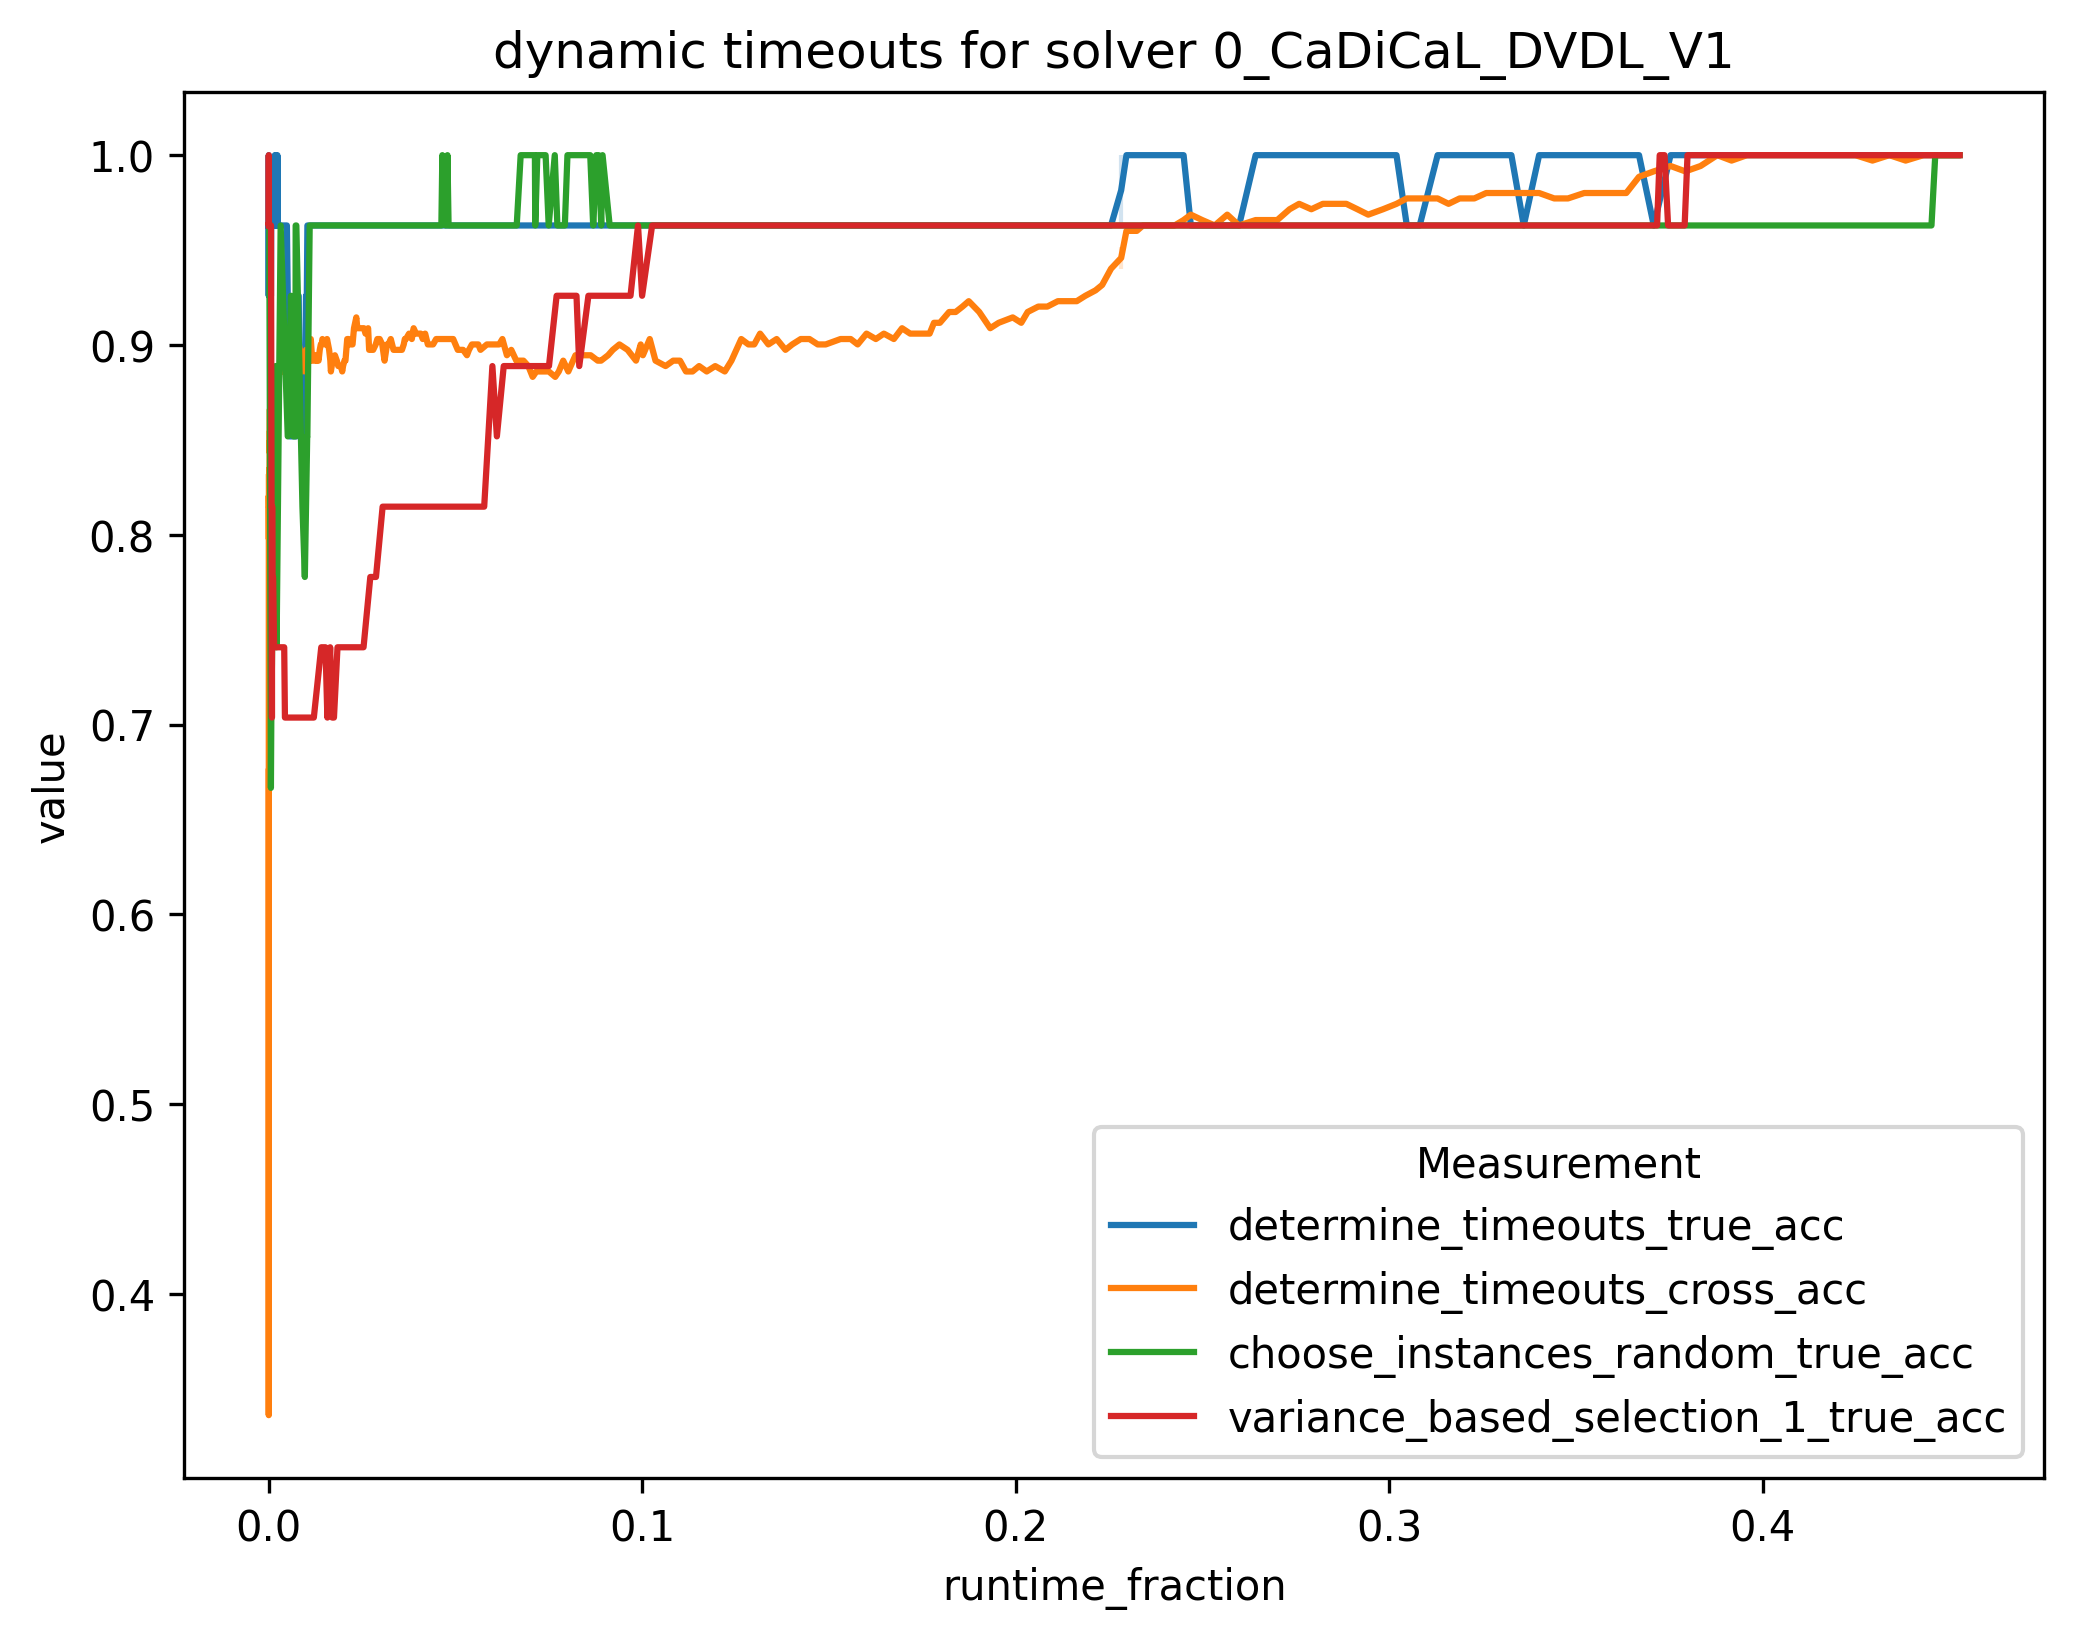 dynamic timeouts for solver 0_CaDiCaL_DVDL_V1
1.0
0.9
0.8
0.7
0.6
0.5
0.4
value
Measurement
determine_timeouts_true_acc
determine_timeouts_cross_acc
choose_instances_random_true_acc
variance_based_selection_1_true_acc
0.0 0.1 0.2 0.3 0.4
runtime_fraction